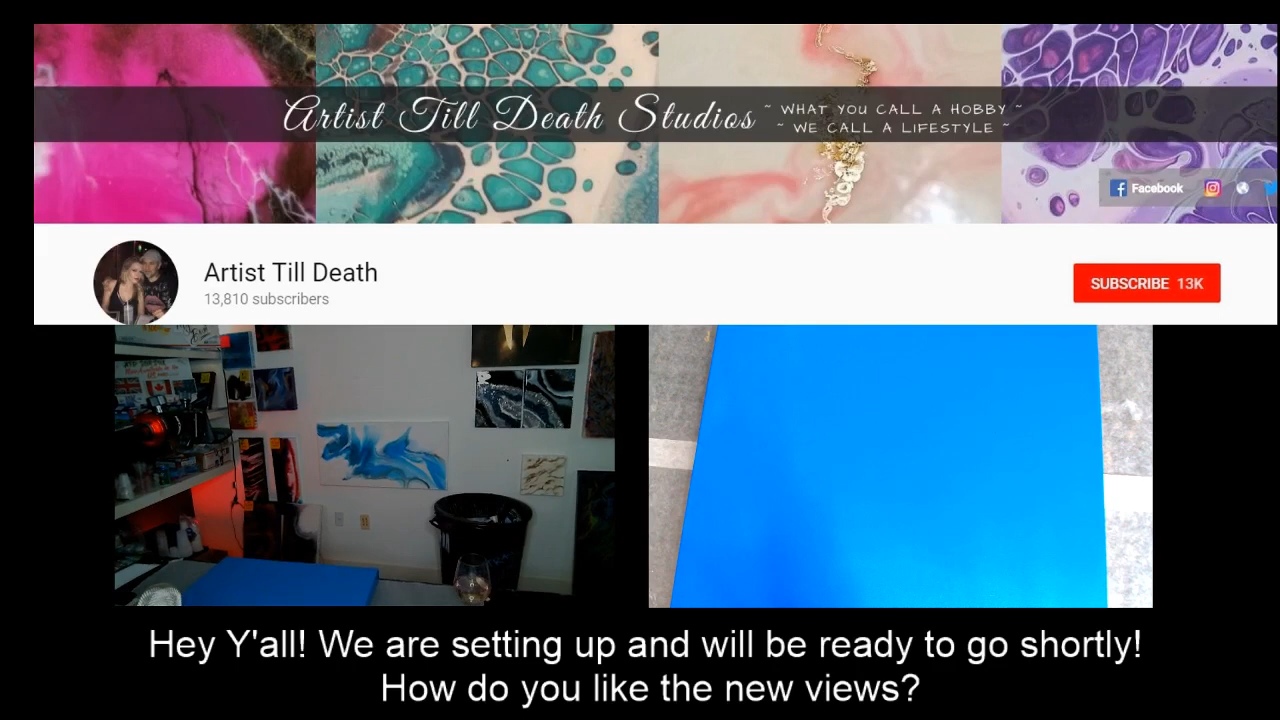 Artist Till Death Studios
~ WHAT YOU CALL A HOBBY ~
~ WE CALL A LIFESTYLE ~
Facebook
Artist Till Death
13,810 subscribers
SUBSCRIBE 13K
Hey Y'all! We are setting up and will be ready to go shortly!
How do you like the new views?